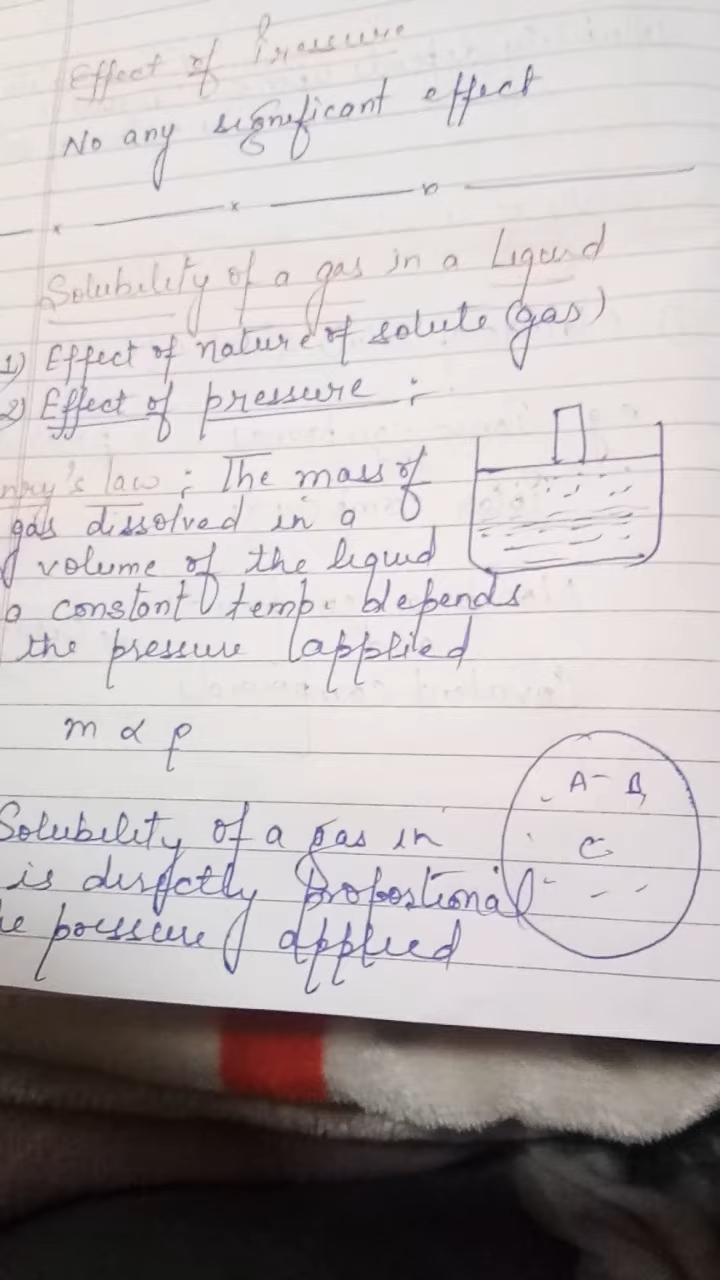 Effect of Pressure
No any significant effect
Solubility of a gas in a Liquid
1) Effect of nature of solute (gas)
2) Effect of pressure :
nry's law : The mass of
gas dissolved in a
volume of the liquid
constant temp. depends
the pressure applied
m ∝ p
A - B
C
Solubility of a gas in
is directly proportional
pressure applied